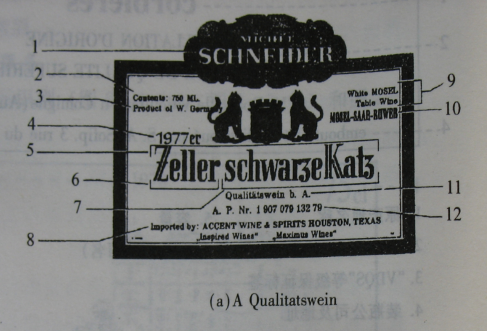 MICHEL
SCHNEIDER
1
2
3
4
5
6
7
8
Contents: 750 ML.
Product of W. Germany
White MOSEL
Table Wine
MOSEL-SAAR-RUWER
9
10
1977er
Zeller schwarze Katz
Qualitätswein b. A.
11
A. P. Nr. 1 907 079 132 79
12
Imported by: ACCENT WINE & SPIRITS HOUSTON, TEXAS
„Inspired Wines" „Maximus Wines"
(a) A Qualitatswein